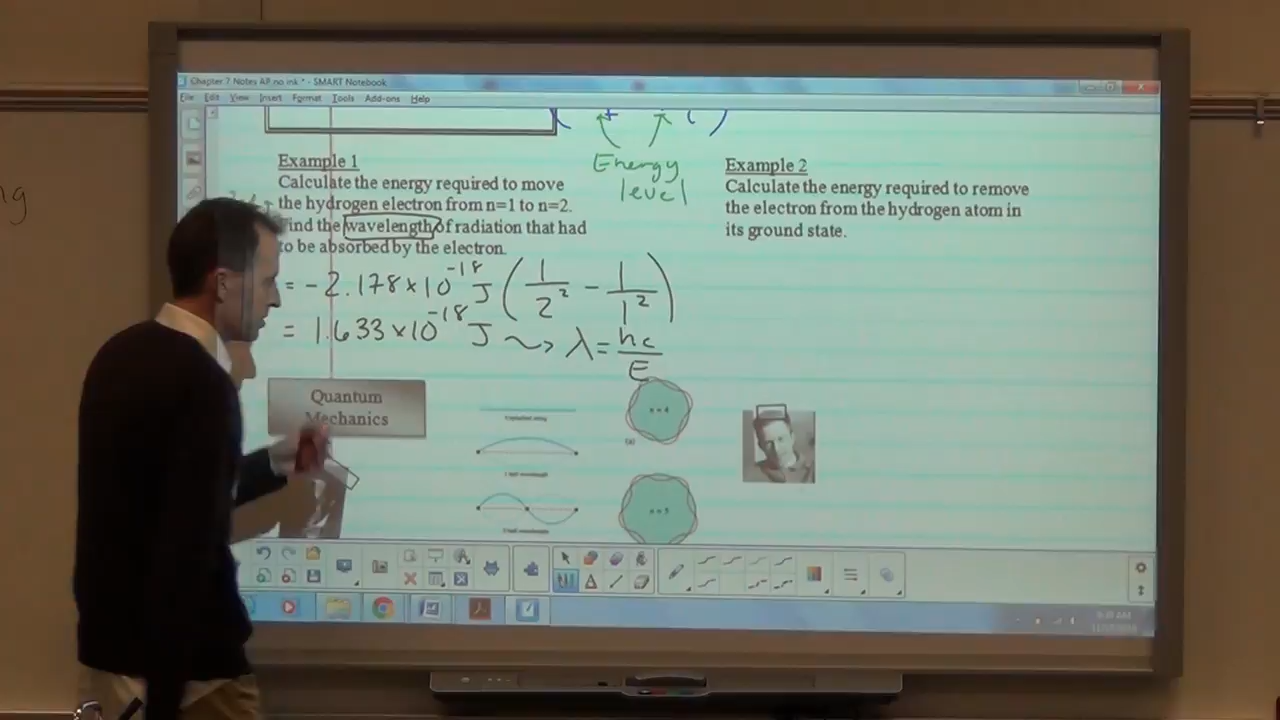 Chapter 7 Notes AP no ink * - SMART Notebook
File Edit View Insert Format Tools Add-ons Help
Energy
level
Example 1
Calculate the energy required to move
the hydrogen electron from n=1 to n=2.
Find the wavelength of radiation that had
to be absorbed by the electron.
= -2.178×10⁻¹⁸ J (1/2² - 1/1²)
= 1.633×10⁻¹⁸ J ⇝ λ = hc/E
Example 2
Calculate the energy required to remove
the electron from the hydrogen atom in
its ground state.
Quantum
Mechanics
n = 4
n = 5